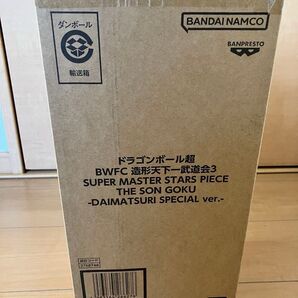 ダンボール
輸送箱
BANDAI NAMCO
BANPRESTO
ドラゴンボール超
BWFC 造形天下一武道会3
SUPER MASTER STARS PIECE
THE SON GOKU
-DAIMATSURI SPECIAL ver.-